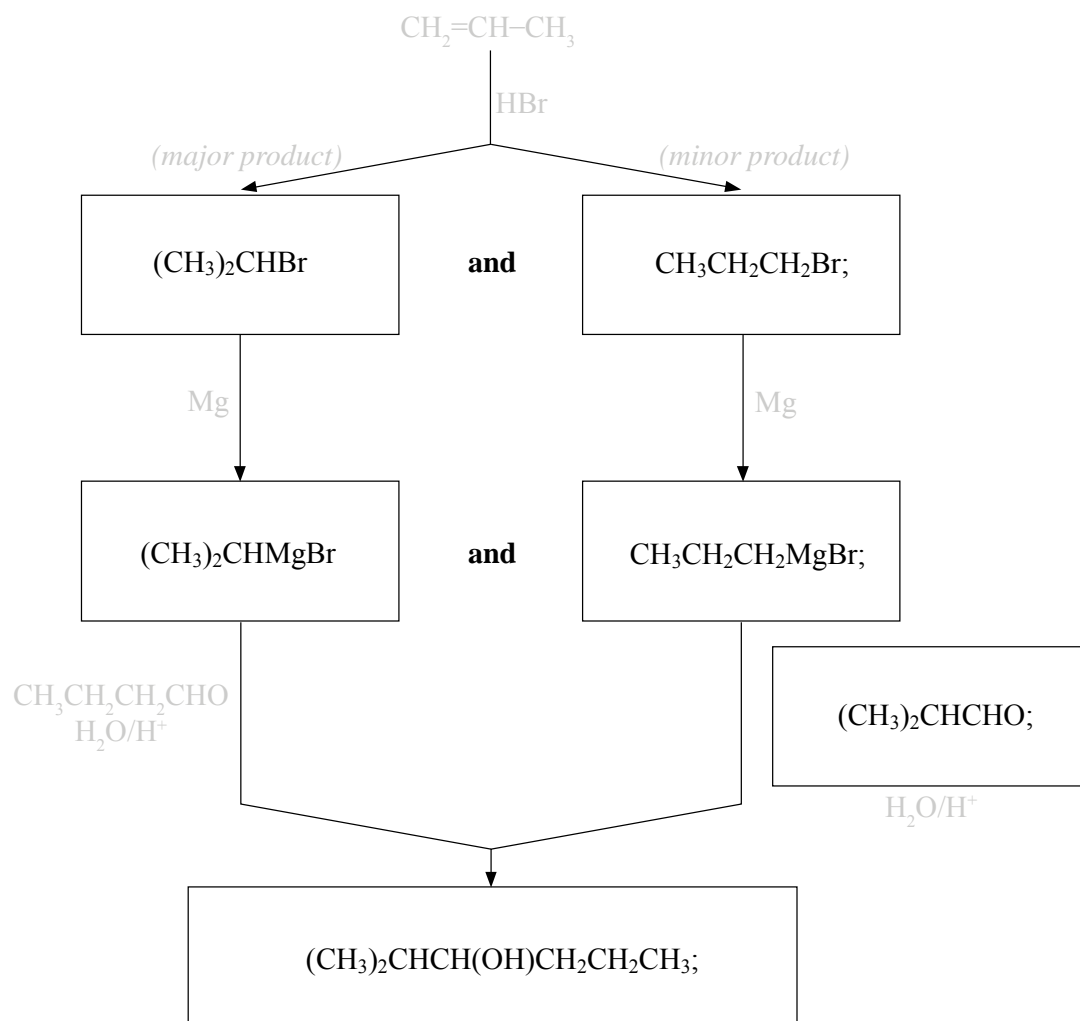 CH₂=CH–CH₃
HBr
(major product) (minor product)
(CH₃)₂CHBr and CH₃CH₂CH₂Br;
Mg Mg
(CH₃)₂CHMgBr and CH₃CH₂CH₂MgBr;
CH₃CH₂CH₂CHO
H₂O/H⁺
(CH₃)₂CHCHO;
H₂O/H⁺
(CH₃)₂CHCH(OH)CH₂CH₂CH₃;